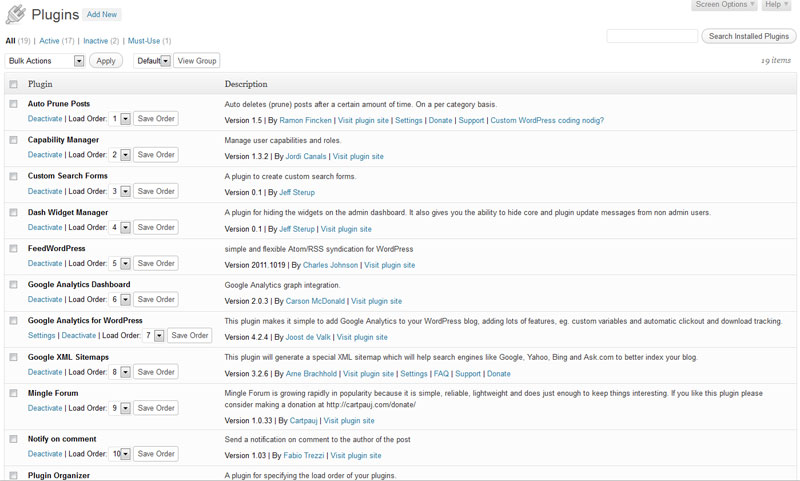 Screen Options Help
Plugins Add New
All (19) | Active (17) | Inactive (2) | Must-Use (1)
Search Installed Plugins
Bulk Actions Apply Default View Group
19 items
Plugin Description
Auto Prune Posts
Auto deletes (prune) posts after a certain amount of time. On a per category basis.
Deactivate | Load Order: 1 Save Order
Version 1.5 | By Ramon Fincken | Visit plugin site | Settings | Donate | Support | Custom WordPress coding nodig?
Capability Manager
Manage user capabilities and roles.
Deactivate | Load Order: 2 Save Order
Version 1.3.2 | By Jordi Canals | Visit plugin site
Custom Search Forms
A plugin to create custom search forms.
Deactivate | Load Order: 3 Save Order
Version 0.1 | By Jeff Sterup
Dash Widget Manager
A plugin for hiding the widgets on the admin dashboard. It also gives you the ability to hide core and plugin update messages from non admin users.
Deactivate | Load Order: 4 Save Order
Version 0.1 | By Jeff Sterup | Visit plugin site
FeedWordPress
simple and flexible Atom/RSS syndication for WordPress
Deactivate | Load Order: 5 Save Order
Version 2011.1019 | By Charles Johnson | Visit plugin site
Google Analytics Dashboard
Google Analytics graph integration.
Deactivate | Load Order: 6 Save Order
Version 2.0.3 | By Carson McDonald | Visit plugin site
Google Analytics for WordPress
This plugin makes it simple to add Google Analytics to your WordPress blog, adding lots of features, eg. custom variables and automatic clickout and download tracking.
Settings | Deactivate | Load Order: 7 Save Order
Version 4.2.4 | By Joost de Valk | Visit plugin site
Google XML Sitemaps
This plugin will generate a special XML sitemap which will help search engines like Google, Yahoo, Bing and Ask.com to better index your blog.
Deactivate | Load Order: 8 Save Order
Version 3.2.6 | By Arne Brachhold | Visit plugin site | Settings | FAQ | Support | Donate
Mingle Forum
Mingle Forum is growing rapidly in popularity because it is simple, reliable, lightweight and does just enough to keep things interesting. If you like this plugin please
consider making a donation at http://cartpauj.com/donate/
Deactivate | Load Order: 9 Save Order
Version 1.0.33 | By Cartpauj | Visit plugin site
Notify on comment
Send a notification on comment to the author of the post
Deactivate | Load Order: 10 Save Order
Version 1.03 | By Fabio Trezzi | Visit plugin site
Plugin Organizer
A plugin for specifying the load order of your plugins.